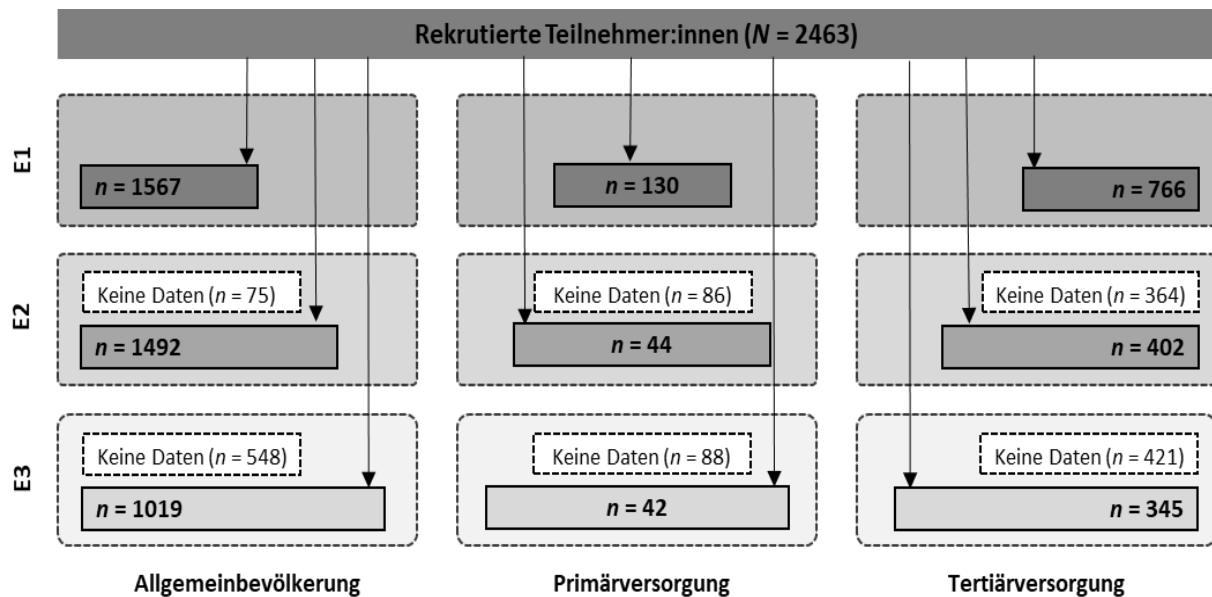 Rekrutierte Teilnehmer:innen (N = 2463)
E1
n = 1567
n = 130
n = 766
E2
Keine Daten (n = 75)
Keine Daten (n = 86)
Keine Daten (n = 364)
n = 1492
n = 44
n = 402
E3
Keine Daten (n = 548)
Keine Daten (n = 88)
Keine Daten (n = 421)
n = 1019
n = 42
n = 345
Allgemeinbevölkerung
Primärversorgung
Tertiärversorgung